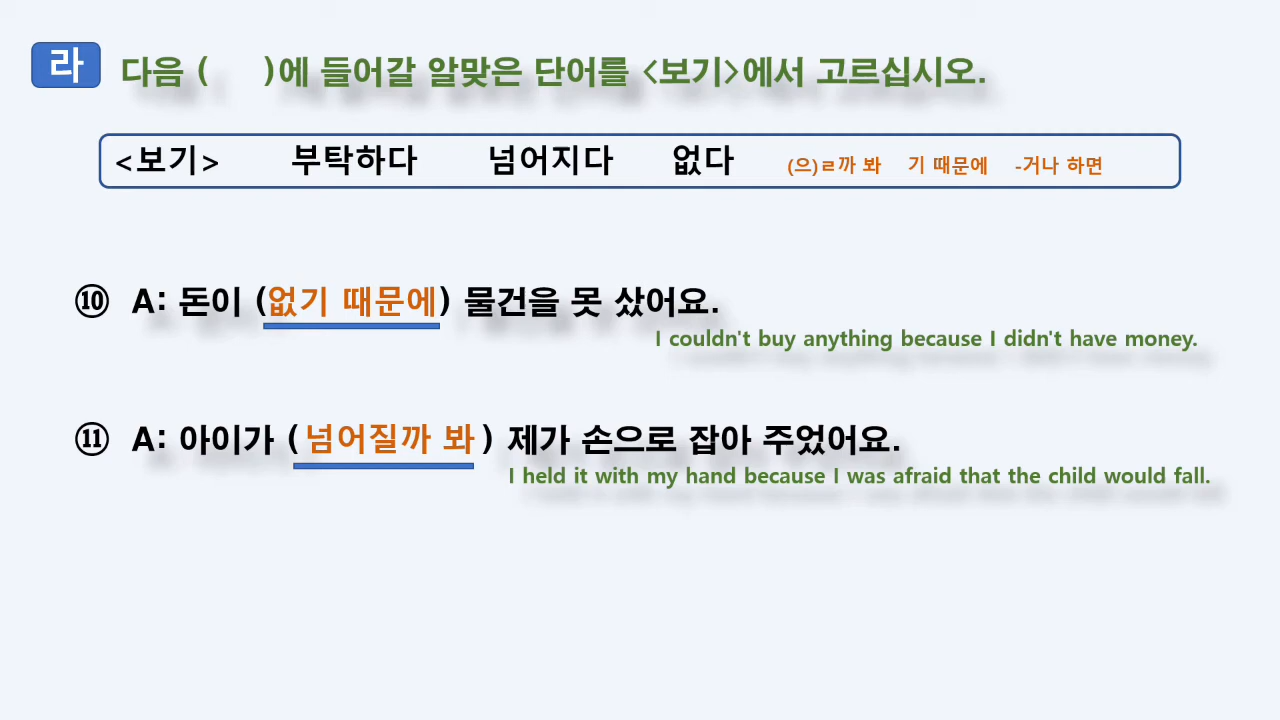 라 다음 (     )에 들어갈 알맞은 단어를 <보기>에서 고르십시오.
<보기> 부탁하다 넘어지다 없다 (으)ㄹ까 봐 기 때문에 -거나 하면
⑩ A: 돈이 (없기 때문에) 물건을 못 샀어요.
I couldn't buy anything because I didn't have money.
⑪ A: 아이가 ( 넘어질까 봐 ) 제가 손으로 잡아 주었어요.
I held it with my hand because I was afraid that the child would fall.